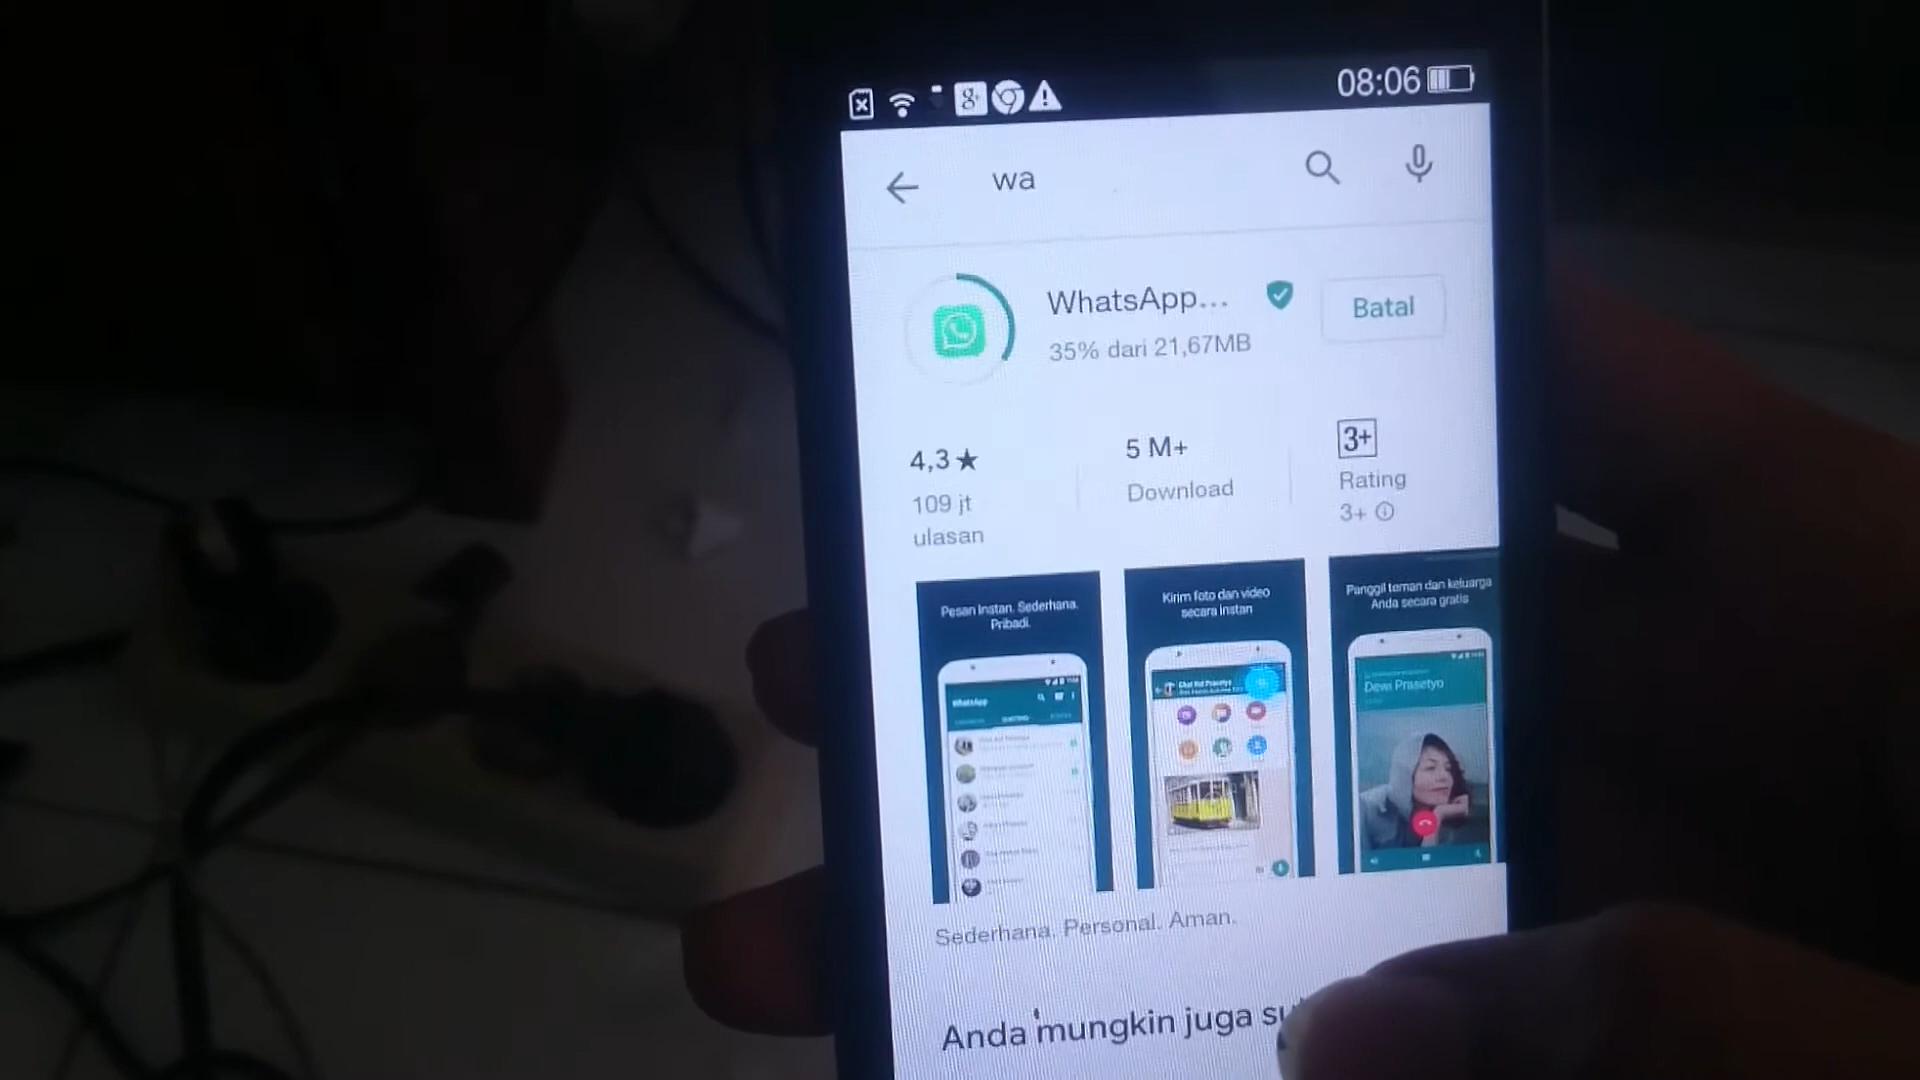 08:06
wa
WhatsApp...
Batal
35% dari 21,67MB
4,3★
109 jt
ulasan
5 M+
Download
3+
Rating
3+
Pesan Instan. Sederhana.
Pribadi.
Kirim foto dan video
secara instan
Panggil teman dan keluarga
Anda secara gratis
WhatsApp
Dewi Prasetyo
Sederhana. Personal. Aman.
Anda mungkin juga su